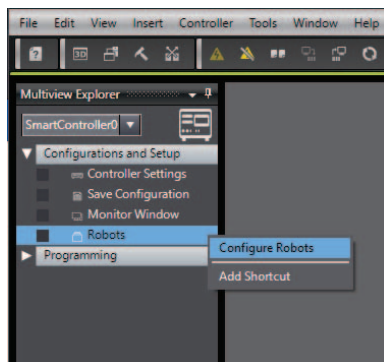 File Edit View Insert Controller Tools Window Help
3D
Multiview Explorer
SmartController0
Configurations and Setup
Controller Settings
Save Configuration
Monitor Window
Robots
Configure Robots
Programming
Add Shortcut